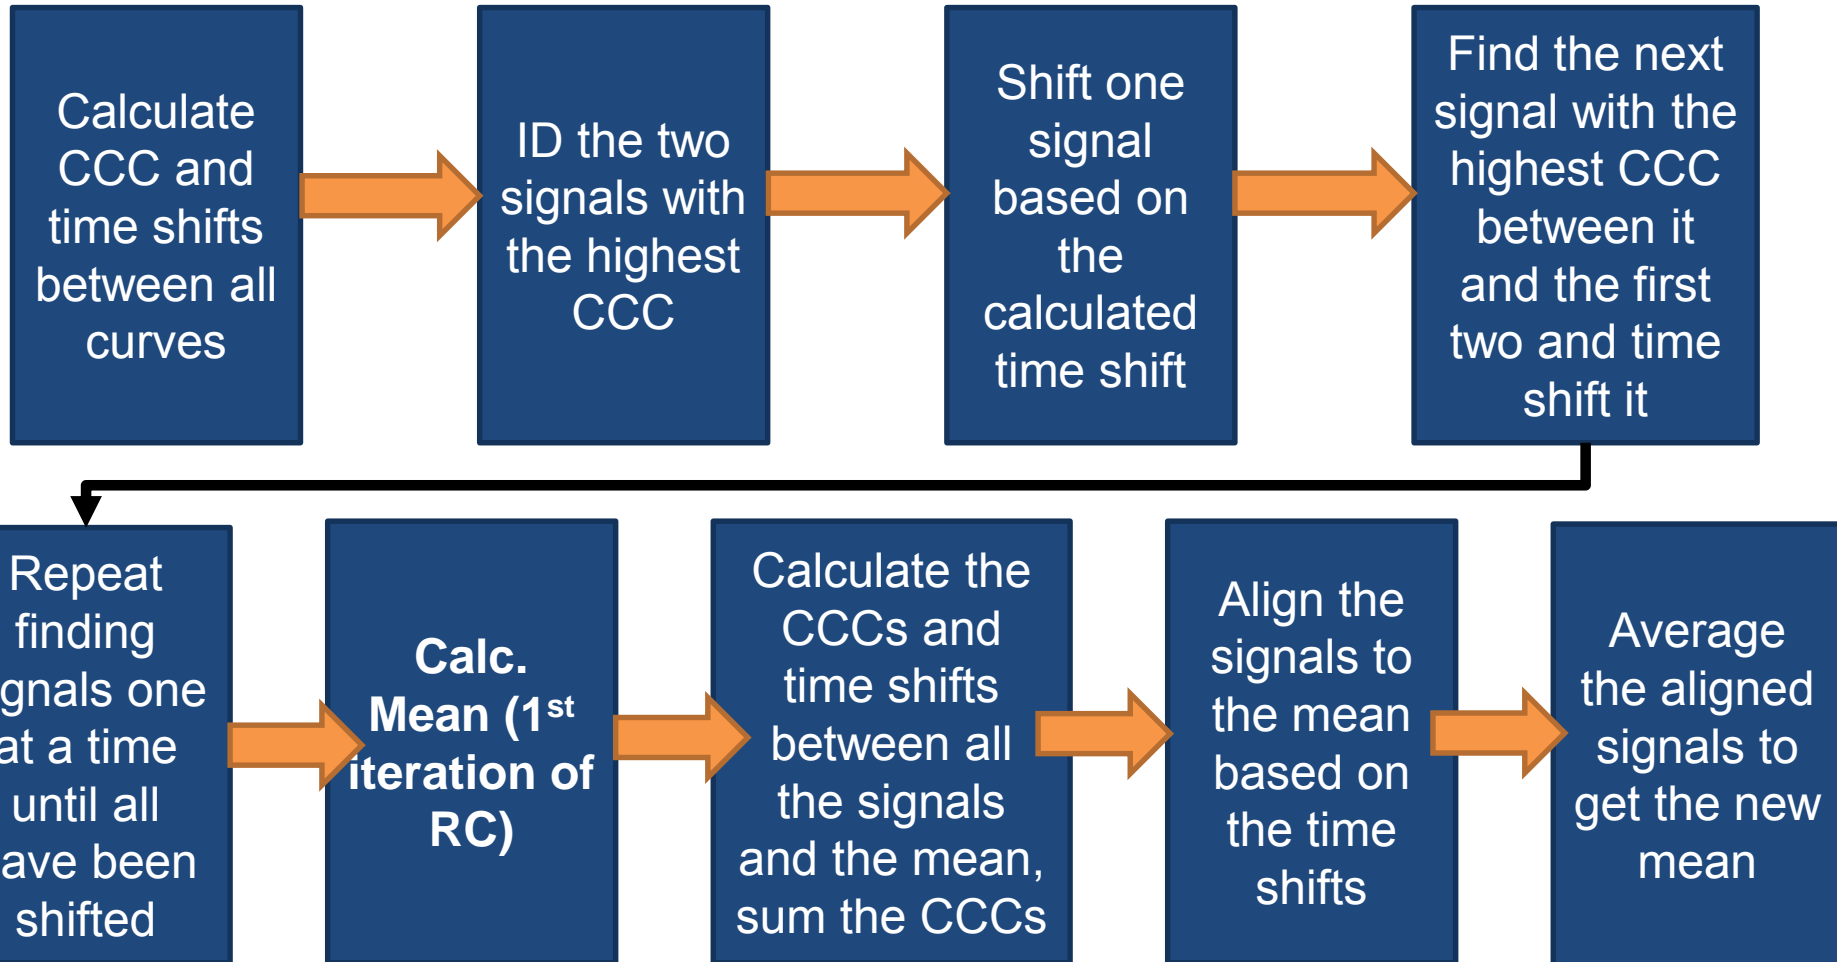 Calculate
CCC and
time shifts
between all
curves
ID the two
signals with
the highest
CCC
Shift one
signal
based on
the
calculated
time shift
Find the next
signal with the
highest CCC
between it
and the first
two and time
shift it
Repeat
finding
gnals one
at a time
until all
ave been
shifted
Calc.
Mean (1st
iteration of
RC)
Calculate the
CCCs and
time shifts
between all
the signals
and the mean,
sum the CCCs
Align the
signals to
the mean
based on
the time
shifts
Average
the aligned
signals to
get the new
mean